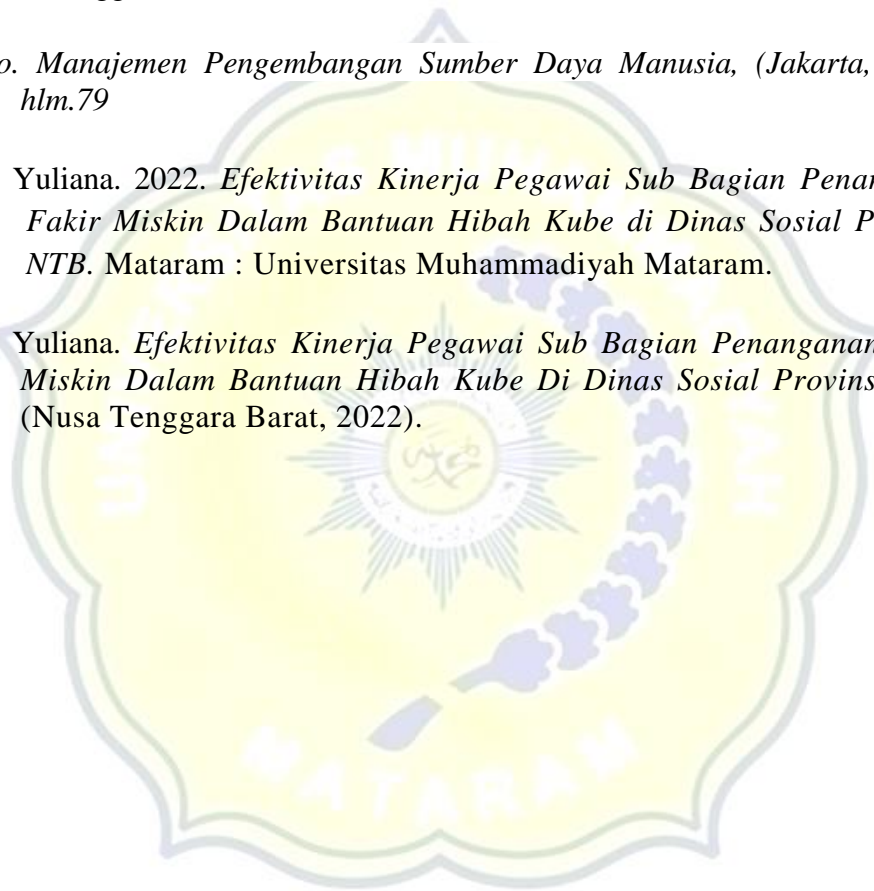 o. Manajemen Pengembangan Sumber Daya Manusia, (Jakarta,
hlm.79
Yuliana. 2022. Efektivitas Kinerja Pegawai Sub Bagian
Fakir Miskin Dalam Bantuan Hibah Kube di Dinas Sosial
NTB. Mataram : Universitas Muhammadiyah Mataram.
Yuliana. Efektivitas Kinerja Pegawai Sub Bagian Penanganan
Miskin Dalam Bantuan Hibah Kube Di Dinas Sosial
(Nusa Tenggara Barat, 2022).
MATARAM